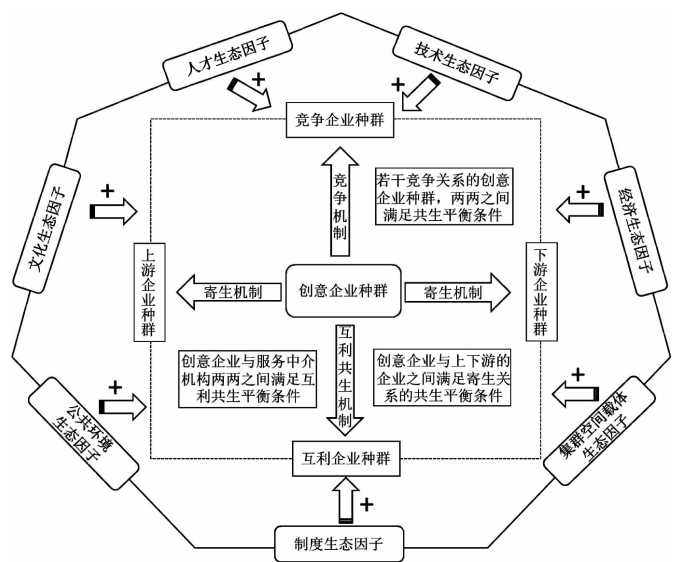 人才生态因子
技术生态因子
+
+
竞争企业种群
竞争机制
若干竞争关系的创意
企业种群，两两之间
满足共生平衡条件
文化生态因子
+
+
经济生态因子
上游企业种群
寄生机制
创意企业种群
寄生机制
下游企业种群
互利共生机制
创意企业与服务中介
机构两两之间满足互
利共生平衡条件
创意企业与上下游的
企业之间满足寄生关
系的共生平衡条件
+
+
公共环境
生态因子
集群空间载体
生态因子
互利企业种群
+
制度生态因子